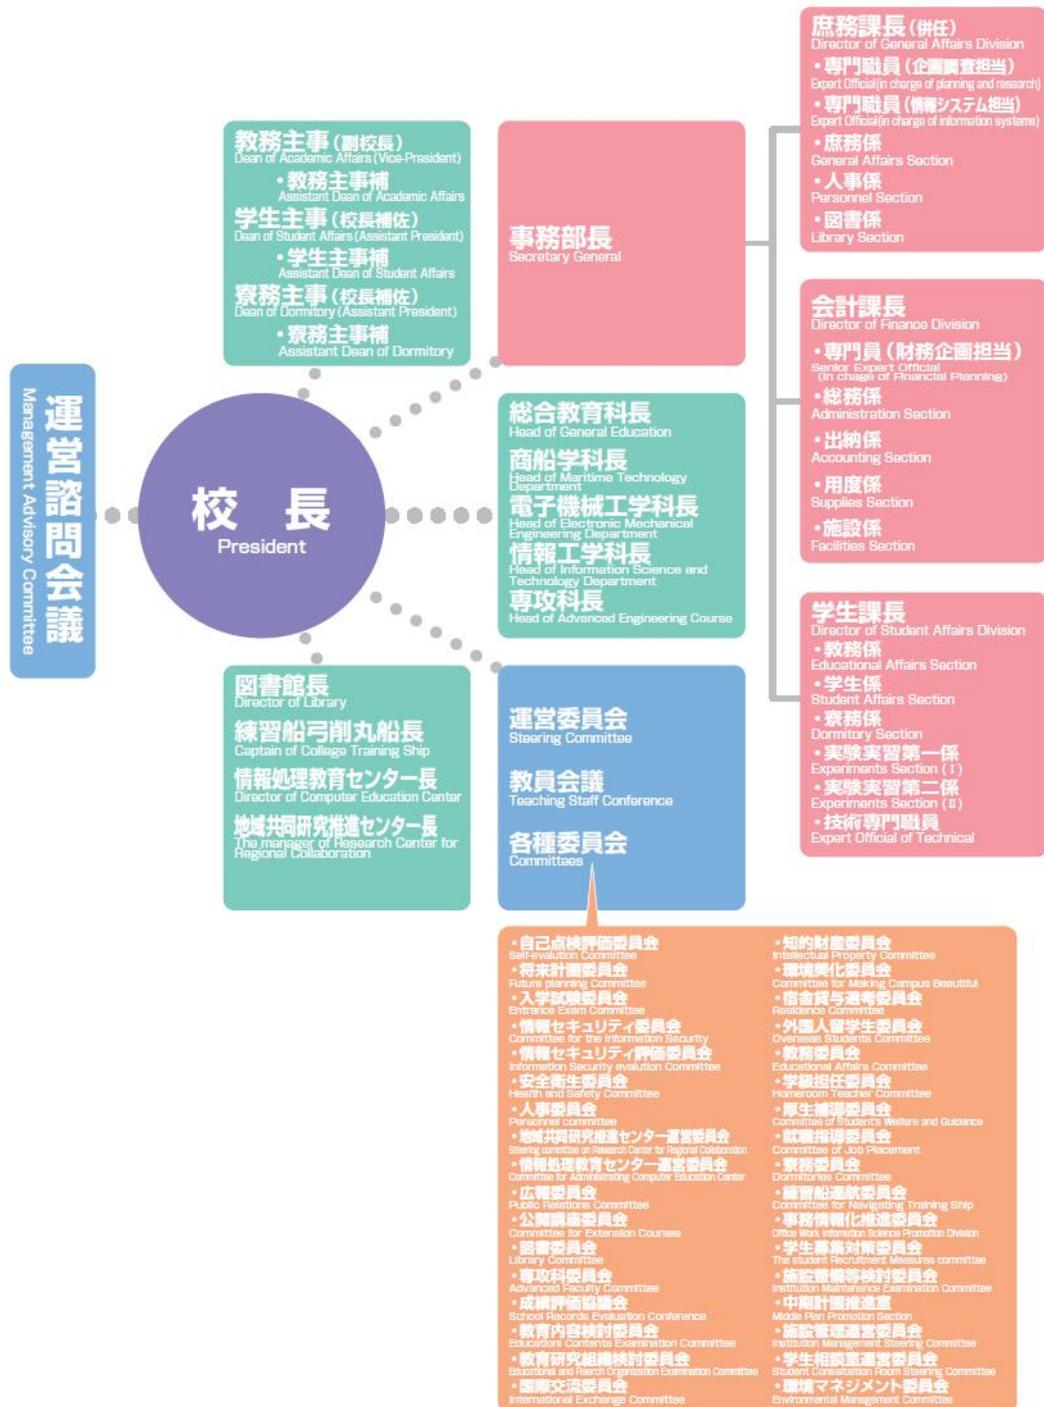 運営諮問会議
Management Advisory Committee
校 長
President
教務主事(副校長)
Dean of Academic Affairs(Vice-President)
・教務主事補
Assistant Dean of Academic Affairs
学生主事(校長補佐)
Dean of Student Affairs(Assistant President)
・学生主事補
Assistant Dean of Student Affairs
寮務主事(校長補佐)
Dean of Dormitory(Assistant President)
・寮務主事補
Assistant Dean of Dormitory
事務部長
Secretary General
総合教育科長
Head of General Education
商船学科長
Head of Maritime Technology
Department
電子機械工学科長
Head of Electronic Mechanical
Engineering Department
情報工学科長
Head of Information Science and
Technology Department
専攻科長
Head of Advanced Engineering Course
図書館長
Director of Library
練習船弓削丸船長
Captain of College Training Ship
情報処理教育センター長
Director of Computer Education Center
地域共同研究推進センター長
The manager of Research Center for
Regional Collaboration
運営委員会
Steering Committee
教員会議
Teaching Staff Conference
各種委員会
Committees
庶務課長(併任)
Director of General Affairs Division
・専門職員(企画調査担当)
Expert Official(in charge of planning and research)
・専門職員(情報システム担当)
Expert Official(in charge of information systems)
・庶務係
General Affairs Section
・人事係
Personnel Section
・図書係
Library Section
会計課長
Director of Finance Division
・専門員(財務企画担当)
Senior Expert Official
(In chage of Financial Planning)
・総務係
Administration Section
・出納係
Accounting Section
・用度係
Supplies Section
・施設係
Facilities Section
学生課長
Director of Student Affairs Division
・教務係
Educational Affairs Section
・学生係
Student Affairs Section
・寮務係
Dormitory Section
・実験実習第一係
Experiments Section(Ⅰ)
・実験実習第二係
Experiments Section(Ⅱ)
・技術専門職員
Expert Official of Technical
・自己点検評価委員会
Self-evalution Committee
・将来計画委員会
Future planning Committee
・入学試験委員会
Entrance Exam Committee
・情報セキュリティ委員会
Committee for the Information Security
・情報セキュリティ評価委員会
Information Security evalution Committee
・安全衛生委員会
Health and Safety Committee
・人事委員会
Personnel committee
・地域共同研究推進センター運営委員会
Steering committee on Research Center for Regional Collaboration
・情報処理教育センター運営委員会
Committee for Administrating Computer Education Center
・広報委員会
Public Relations Committee
・公開講座委員会
Committee for Extension Courses
・図書委員会
Library Committee
・専攻科委員会
Advanced Faculty Committee
・成績評価協議会
School Records Evaluation Conference
・教育内容検討委員会
Educationl Contents Examination Committee
・教育研究組織検討委員会
Educational and Raerch Organization Examination Committee
・国際交流委員会
International Exchange Committee
・知的財産委員会
Intellectual Property Committee
・環境美化委員会
Committee for Making Campus Beautiful
・宿舎貸与選考委員会
Residence Committee
・外国人留学生委員会
Overseas Students Committee
・教務委員会
Educational Affairs Committee
・学級担任委員会
Homeroom Teacher Committee
・厚生補導委員会
Committee of Student's Welfare and Guidance
・就職指導委員会
Committee of Job Placement
・寮務委員会
Dormitories Committee
・練習船運航委員会
Committee for Navigating Training Ship
・事務情報化推進委員会
Office Work Infomation Science Promotion Division
・学生募集対策委員会
The student Recruitment Measures committee
・施設整備等検討委員会
Institution Maintenance Examination Committee
・中期計画推進室
Middle Plan Promotion Section
・施設管理運営委員会
Institution Management Steering Committee
・学生相談室運営委員会
Student Consaltation Room Steering Committee
・環境マネジメント委員会
Environmental Management Committee